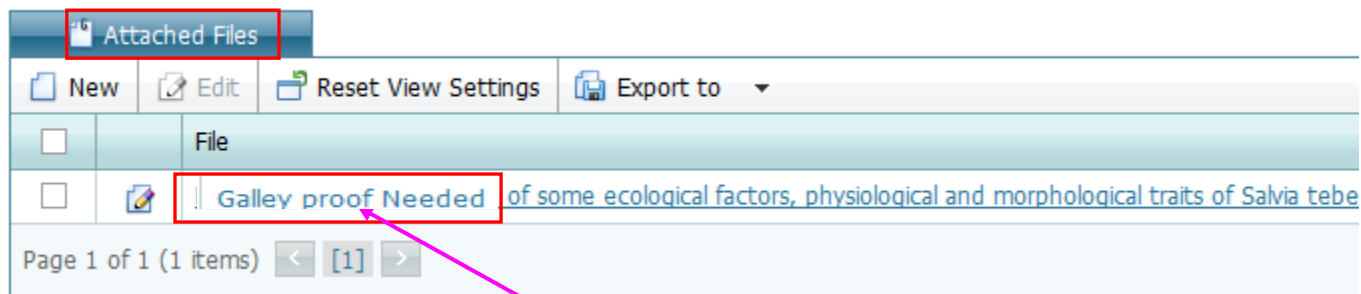 Attached Files
New Edit Reset View Settings Export to
File
Galley proof Needed of some ecological factors, physiological and morphological traits of Salvia tebe
Page 1 of 1 (1 items) < [1] >